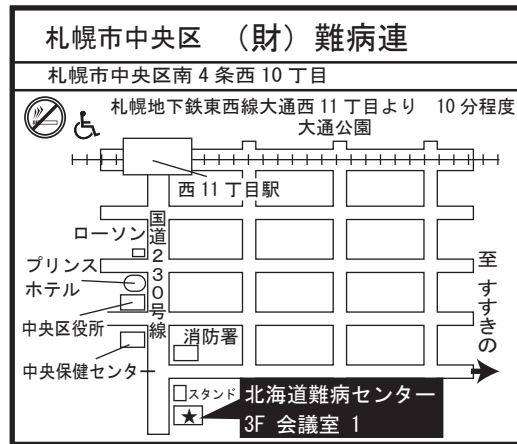 札幌市中央区 （財）難病連
札幌市中央区南4条西10丁目
札幌地下鉄東西線大通西11丁目より 10分程度
大通公園
西11丁目駅
国道230号線
ローソン
プリンス
ホテル
中央区役所
消防署
中央保健センター
至 すすきの
スタンド
北海道難病センター
3F 会議室 1